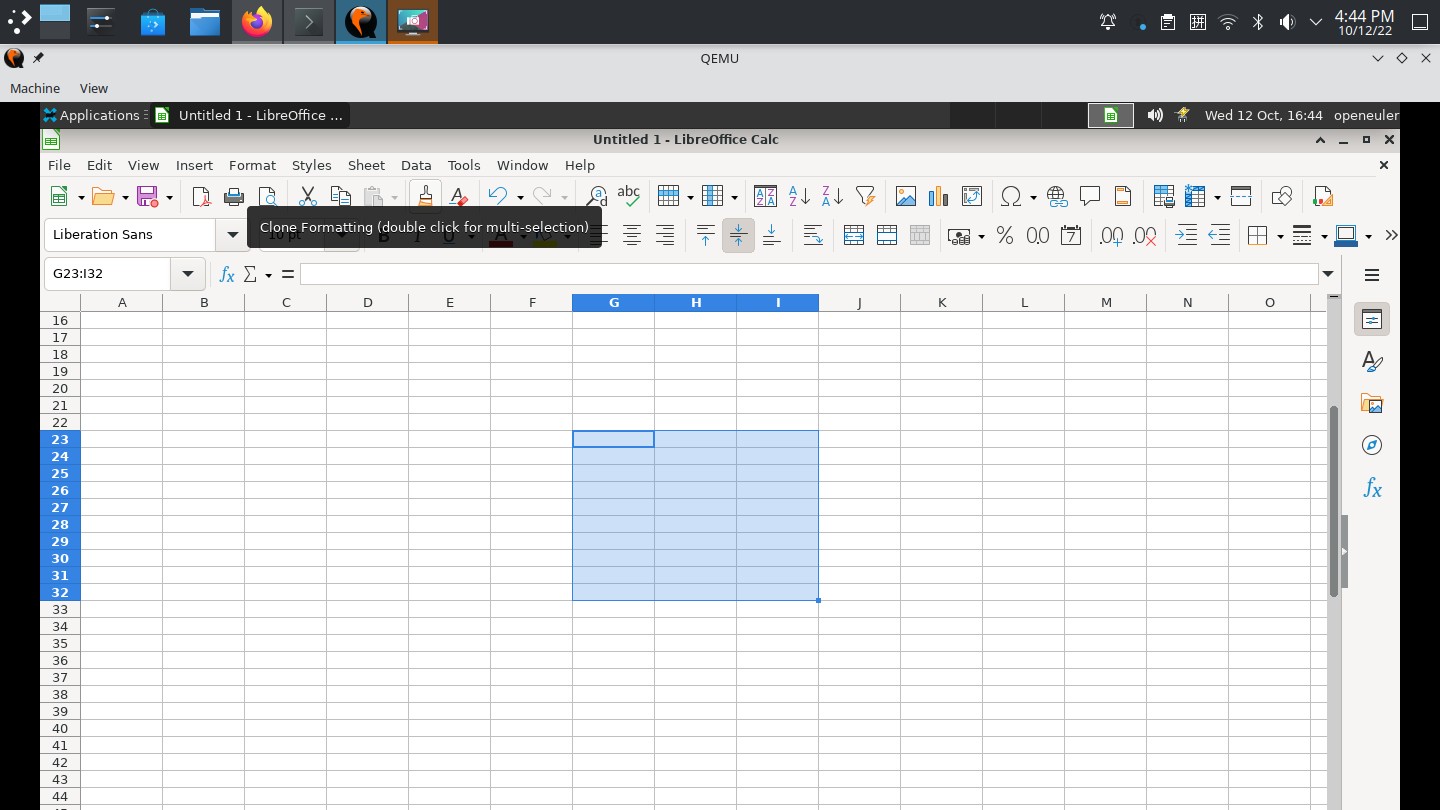 4:44 PM
10/12/22
QEMU
Machine View
Applications Untitled 1 - LibreOffice ... Wed 12 Oct, 16:44 openeuler
Untitled 1 - LibreOffice Calc
File Edit View Insert Format Styles Sheet Data Tools Window Help
abc
Liberation Sans
Clone Formatting (double click for multi-selection)
G23:I32
A B C D E F G H I J K L M N O
16
17
18
19
20
21
22
23
24
25
26
27
28
29
30
31
32
33
34
35
36
37
38
39
40
41
42
43
44